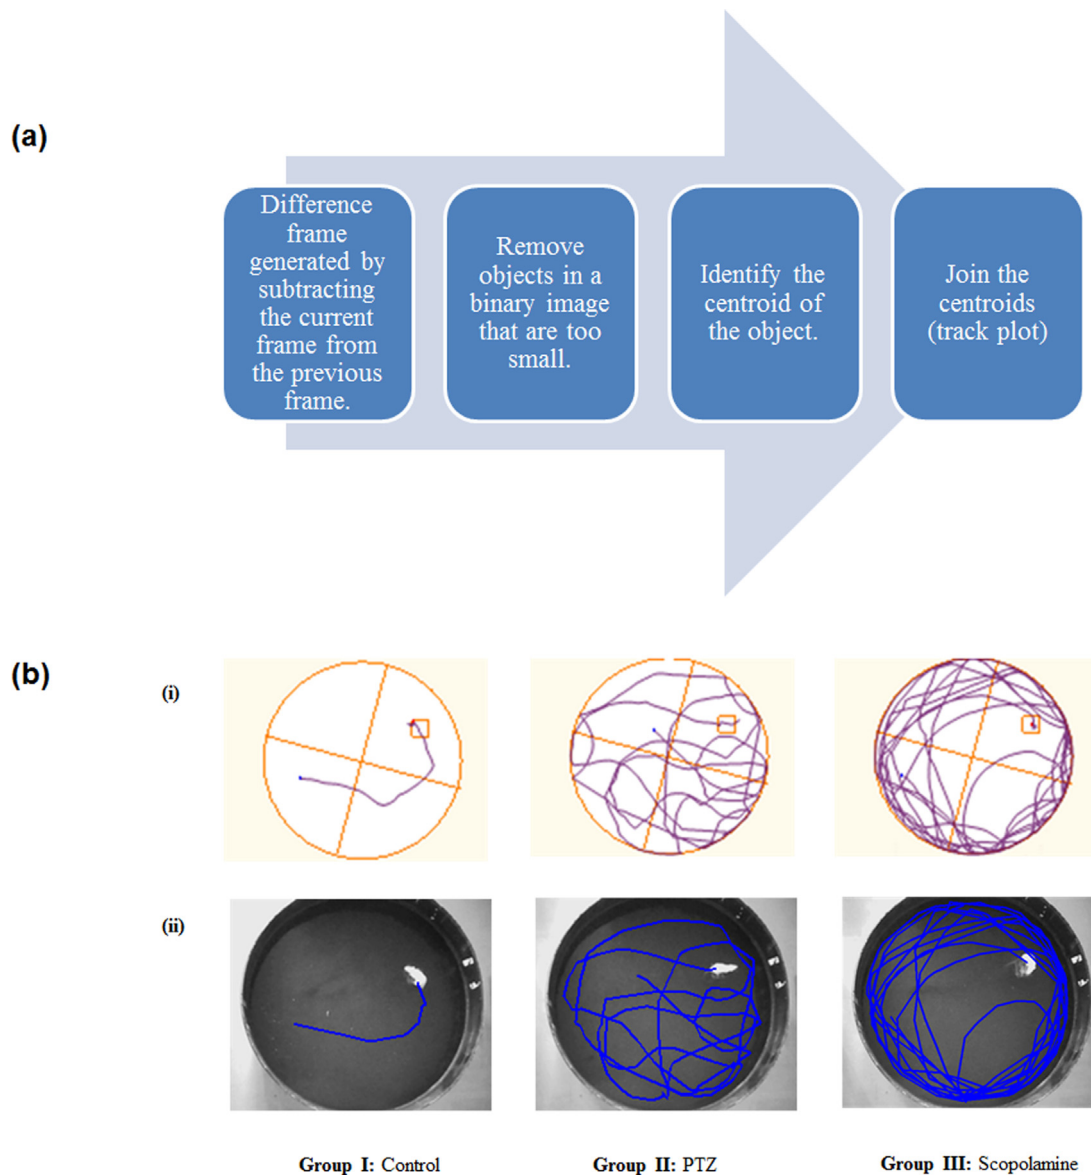 (a)
Difference
frame
generated by
subtracting
the current
frame from
the previous
frame.
Remove
objects in a
binary image
that are too
small.
Identify the
centroid of
the object.
Join the
centroids
(track plot)
(b)
(i)
(ii)
Group I: Control
Group II: PTZ
Group III: Scopolamine